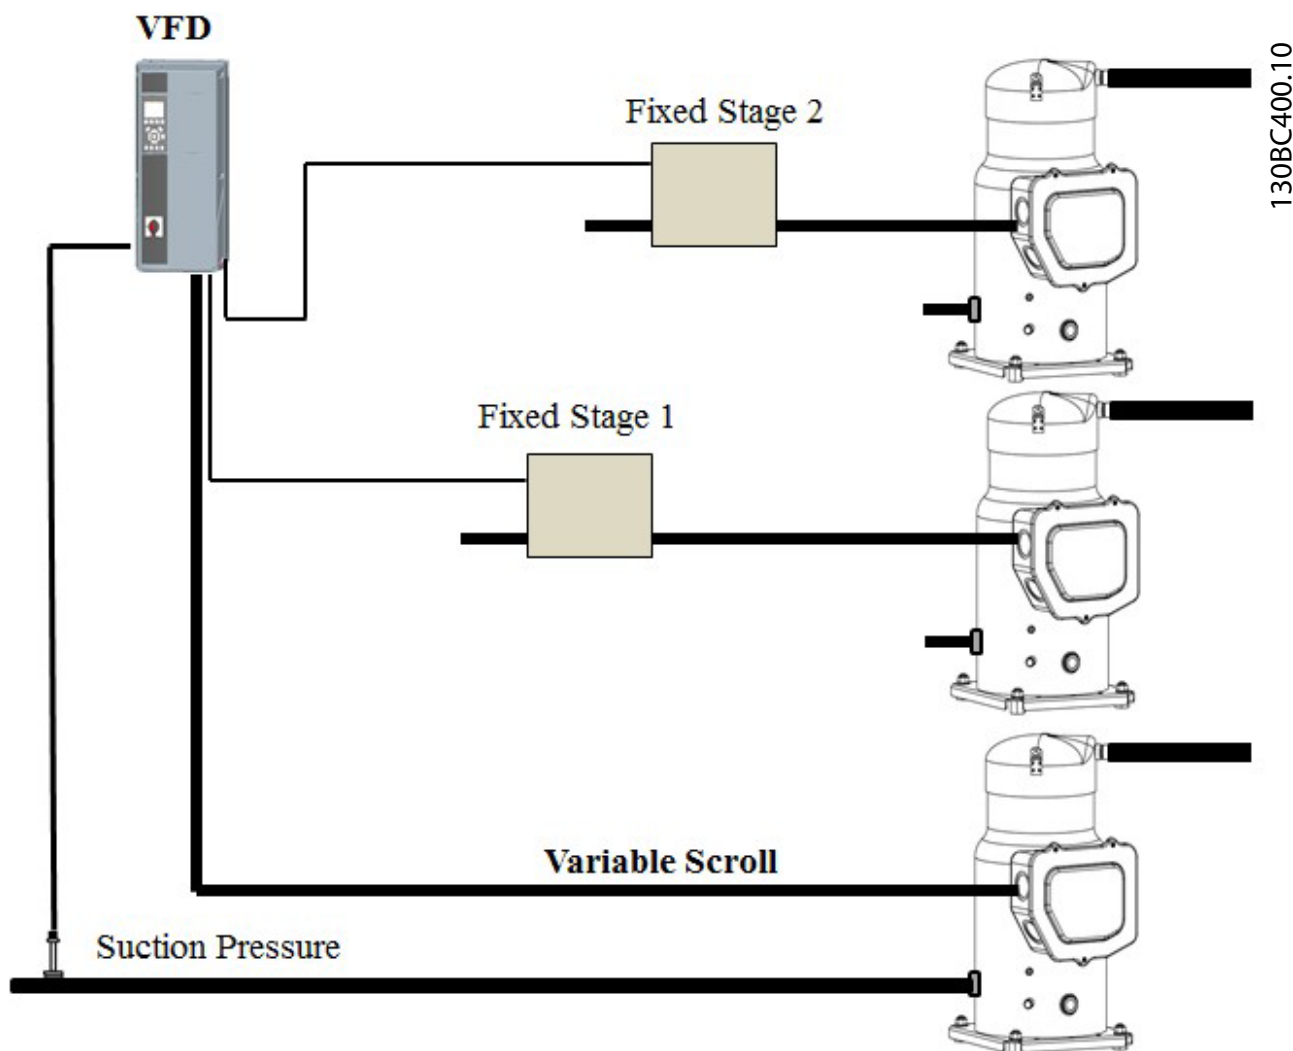 VFD
Fixed Stage 2
130BC400.10
Fixed Stage 1
Variable Scroll
Suction Pressure